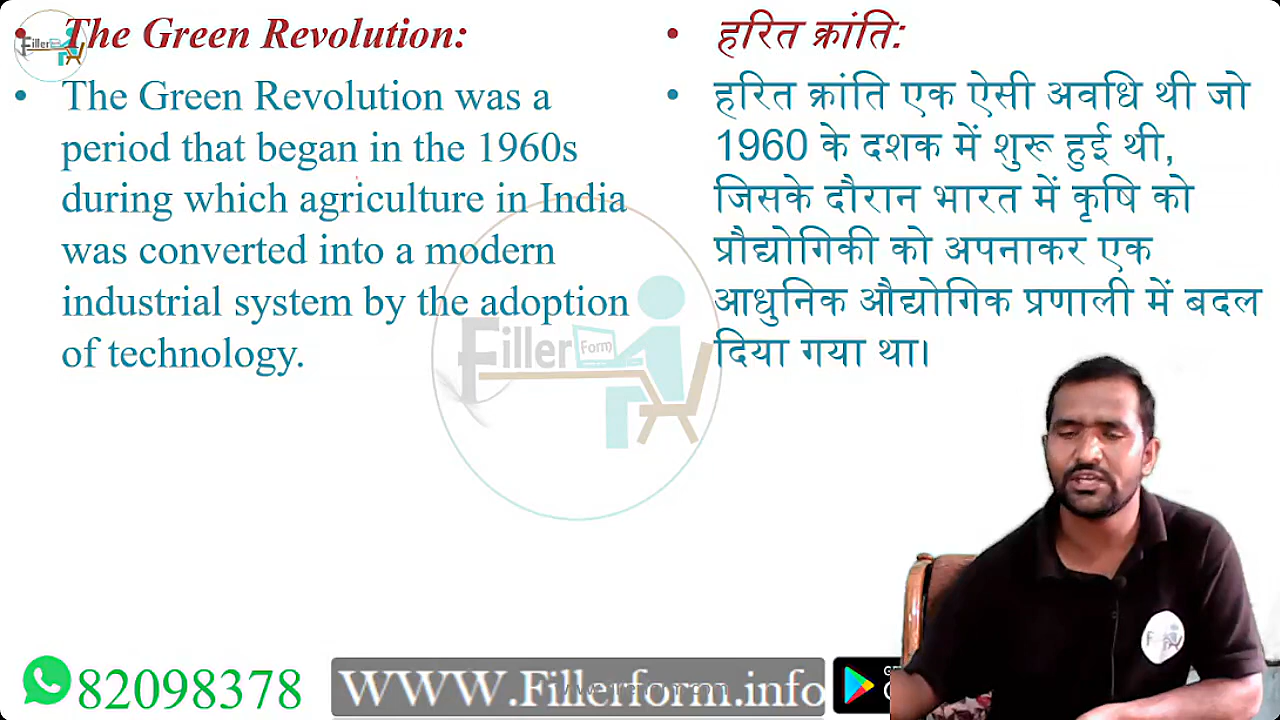 The Green Revolution:
The Green Revolution was a
period that began in the 1960s
during which agriculture in India
was converted into a modern
industrial system by the adoption
of technology.
हरित क्रांति:
हरित क्रांति एक ऐसी अवधि थी जो
1960 के दशक में शुरू हुई थी,
जिसके दौरान भारत में कृषि को
प्रौद्योगिकी को अपनाकर एक
आधुनिक औद्योगिक प्रणाली में बदल
दिया गया था।
Filler Form
82098378
WWW.Fillerform.info